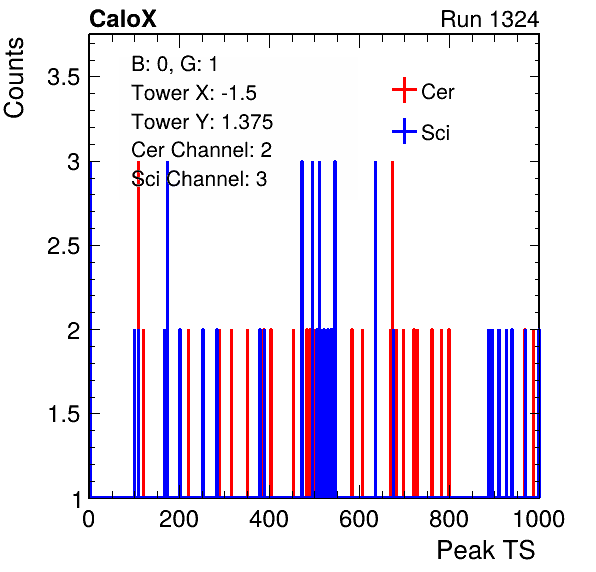 CaloX
Run 1324
Counts
B: 0, G: 1
Tower X: -1.5
Tower Y: 1.375
Cer Channel: 2
Sci Channel: 3
Cer
Sci
3.5
3
2.5
2
1.5
1
0
200
400
600
800
1000
Peak TS